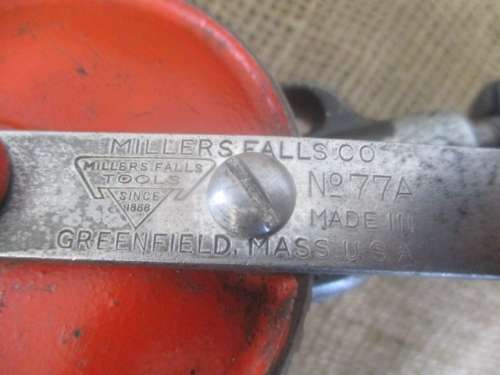 MILLERS FALLS CO
MILLERS FALLS
TOOLS
SINCE
1868
No 77A
MADE IN
GREENFIELD, MASS U.S.A